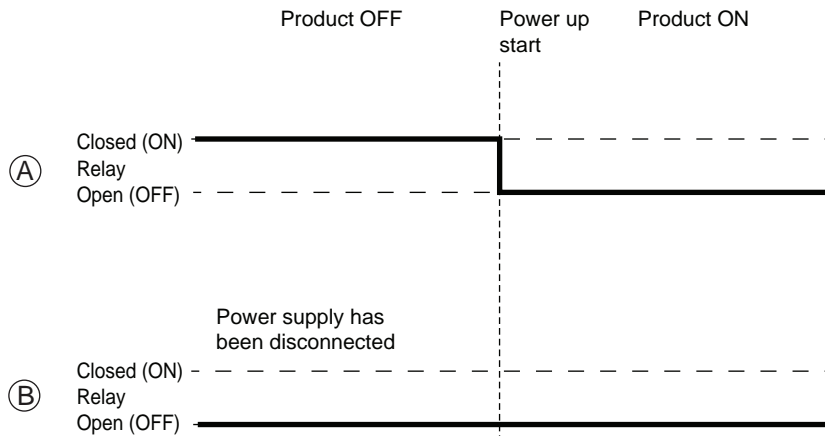 Product OFF
Power up
start
Product ON
A
Closed (ON)
Relay
Open (OFF)
Power supply has
been disconnected
B
Closed (ON)
Relay
Open (OFF)